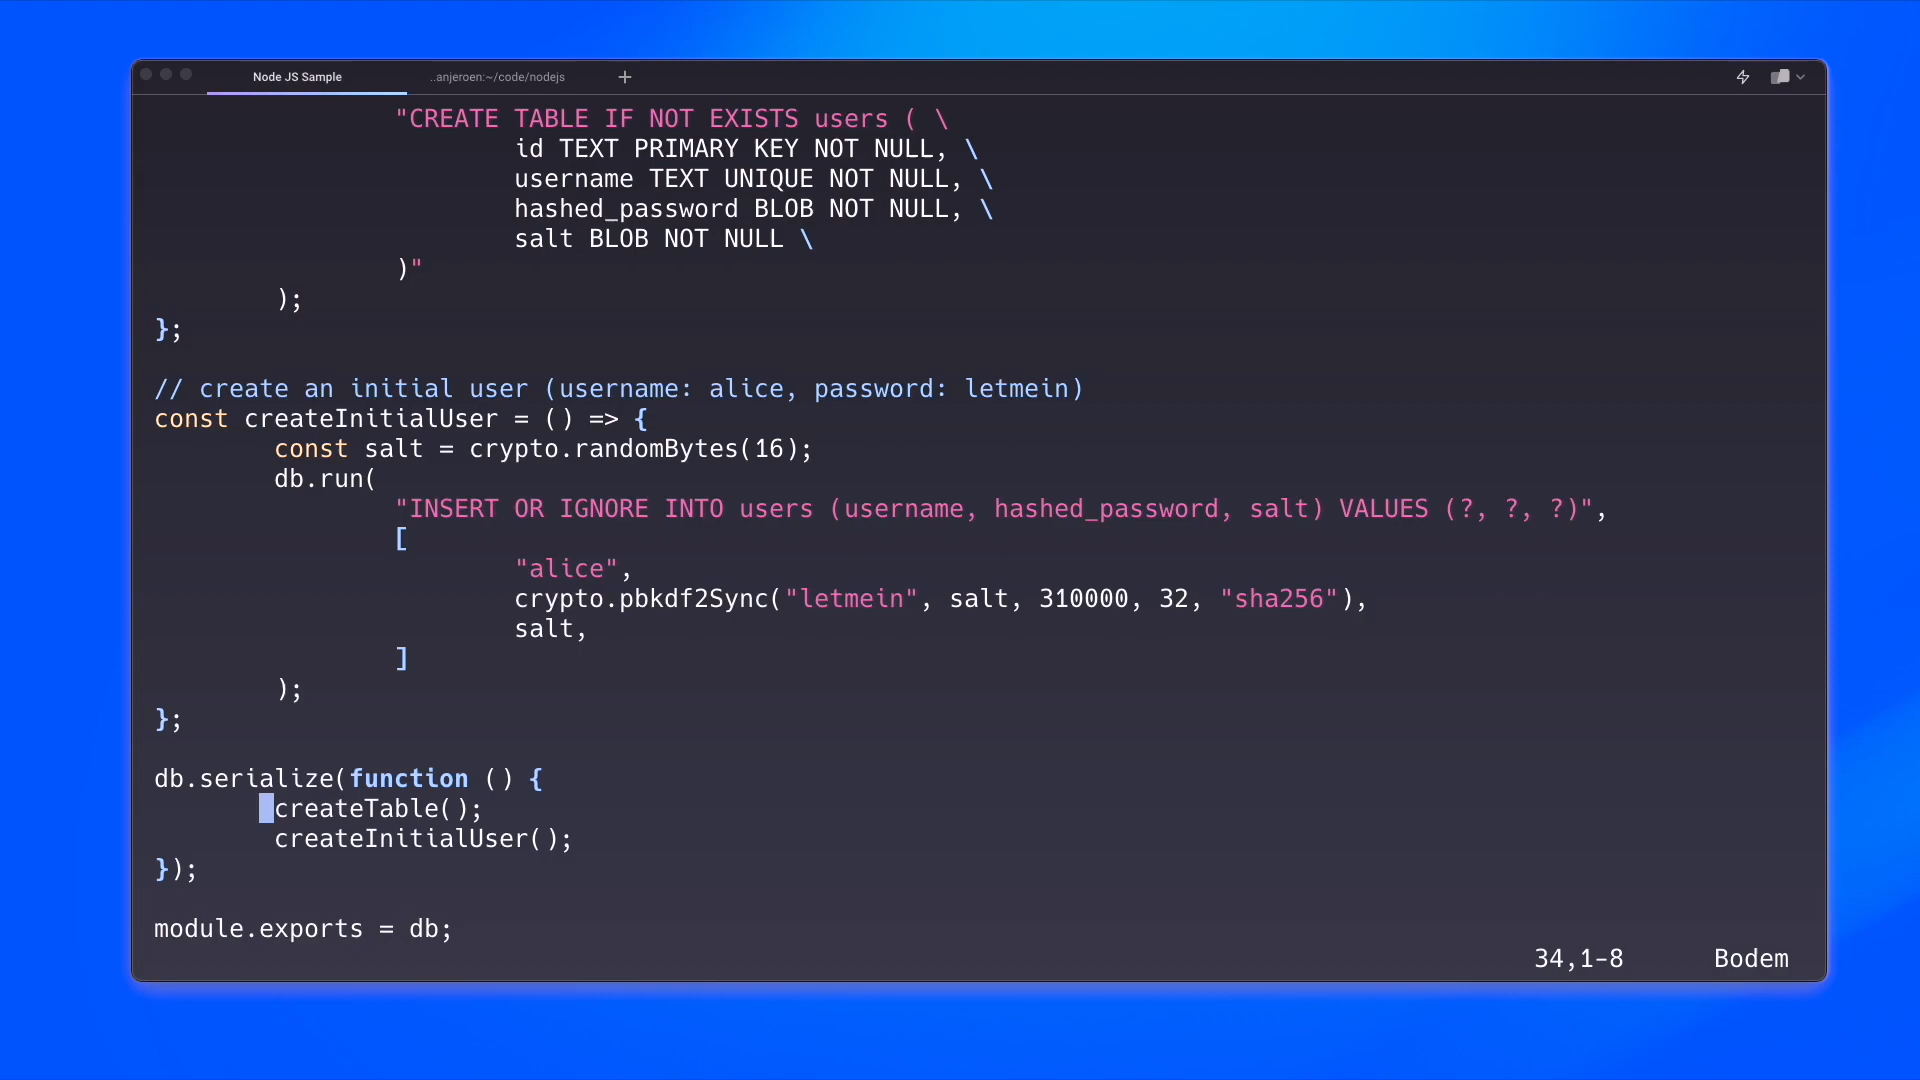 Node JS Sample
..anjeroen:~/code/nodejs
+
"CREATE TABLE IF NOT EXISTS users ( \
id TEXT PRIMARY KEY NOT NULL, \
username TEXT UNIQUE NOT NULL, \
hashed_password BLOB NOT NULL, \
salt BLOB NOT NULL \
)"
);
};
// create an initial user (username: alice, password: letmein)
const createInitialUser = () => {
const salt = crypto.randomBytes(16);
db.run(
"INSERT OR IGNORE INTO users (username, hashed_password, salt) VALUES (?, ?, ?)",
[
"alice",
crypto.pbkdf2Sync("letmein", salt, 310000, 32, "sha256"),
salt,
]
);
};
db.serialize(function () {
createTable();
createInitialUser();
});
module.exports = db;
34,1-8 Bodem